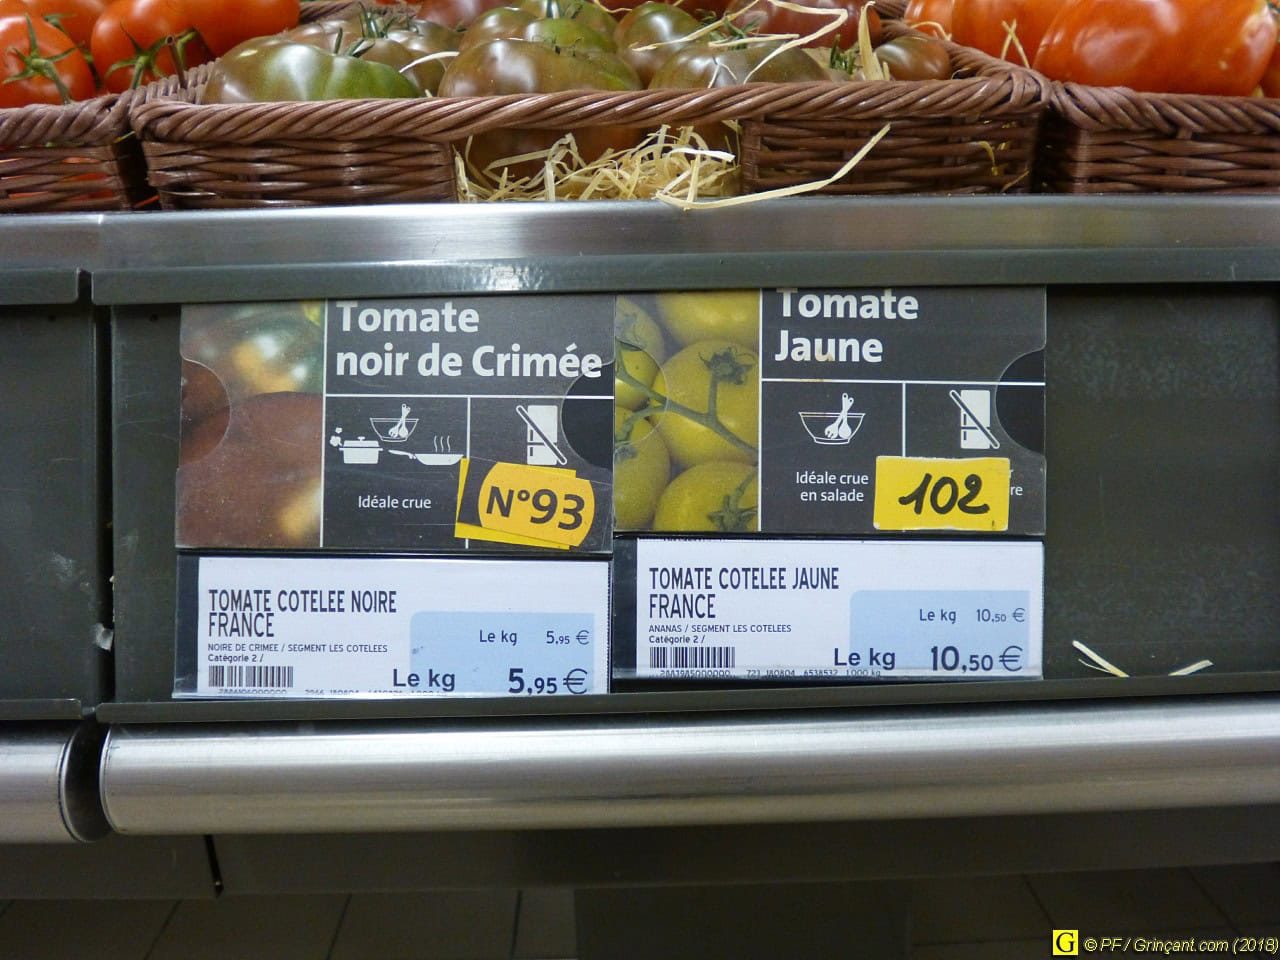 Tomate
noir de Crimée
Idéale crue
N°93
TOMATE COTELEE NOIRE
FRANCE
NOIRE DE CRIMEE / SEGMENT LES COTELEES
Catégorie 2 /
Le kg 5,95 €
Le kg 5,95 €
Tomate
Jaune
Idéale crue
en salade
102
TOMATE COTELEE JAUNE
FRANCE
ANANAS / SEGMENT LES COTELEES
Catégorie 2 /
Le kg 10,50 €
Le kg 10,50 €
G © PF / Grinçant.com (2018)